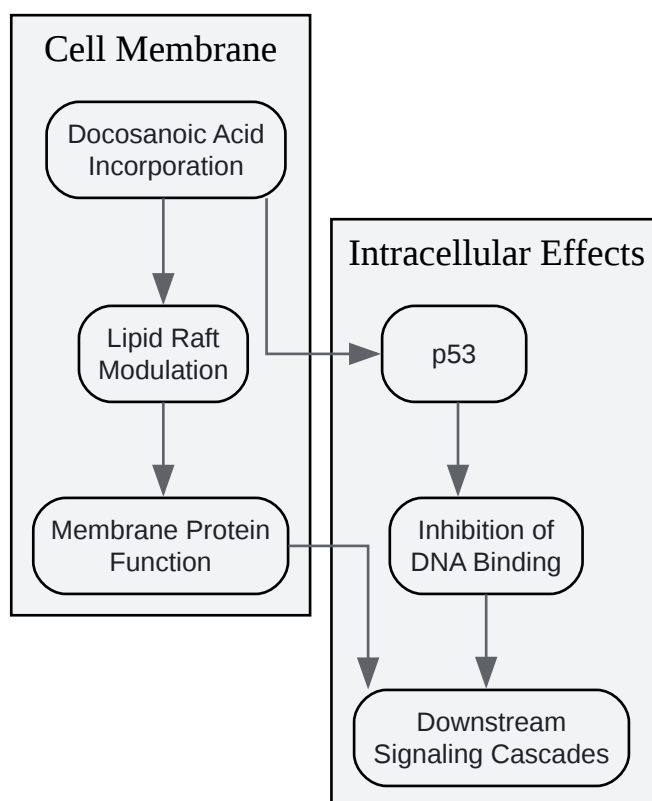 Cell Membrane
Docosanoic Acid
Incorporation
Lipid Raft
Modulation
Membrane Protein
Function
Intracellular Effects
p53
Inhibition of
DNA Binding
Downstream
Signaling Cascades